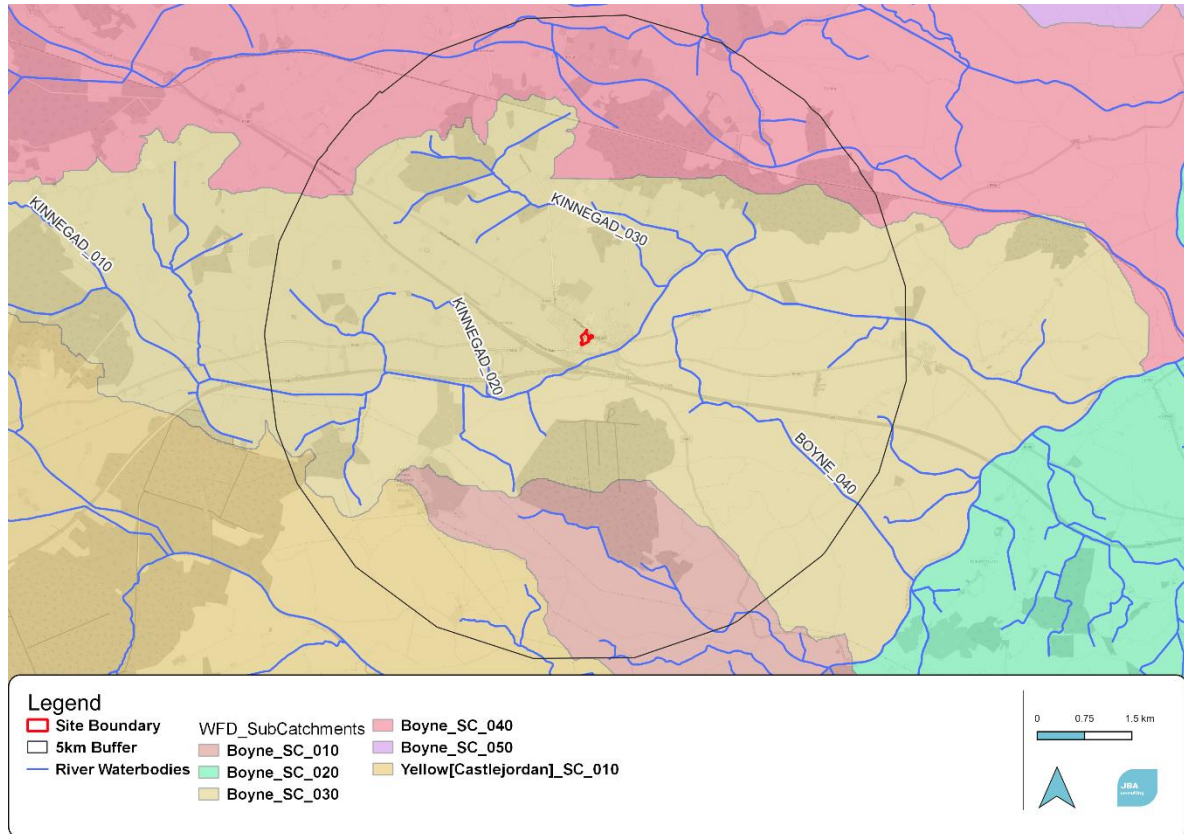 KINNEGAD_010
KINNEGAD_030
KINNEGAD_020
BOYNE_040
Legend
Site Boundary
5km Buffer
River Waterbodies
WFD_SubCatchments
Boyne_SC_010
Boyne_SC_020
Boyne_SC_030
Boyne_SC_040
Boyne_SC_050
Yellow[Castlejordan]_SC_010
0 0.75 1.5 km
JBA
consulting